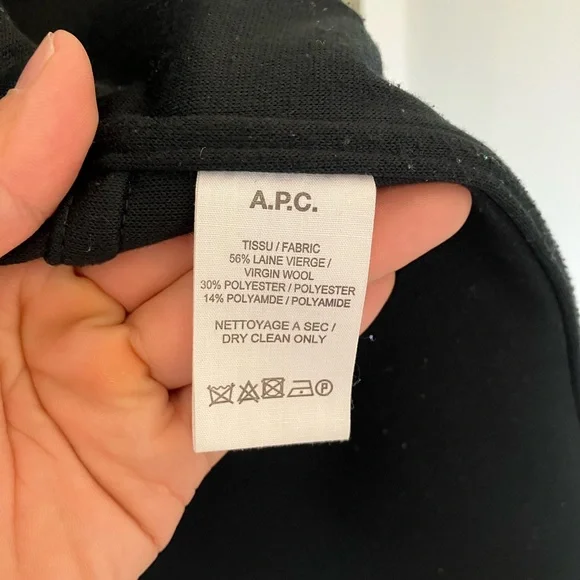 A.P.C.
TISSU / FABRIC
56% LAINE VIERGE /
VIRGIN WOOL
30% POLYESTER / POLYESTER
14% POLYAMDE / POLYAMIDE
NETTOYAGE A SEC /
DRY CLEAN ONLY
P